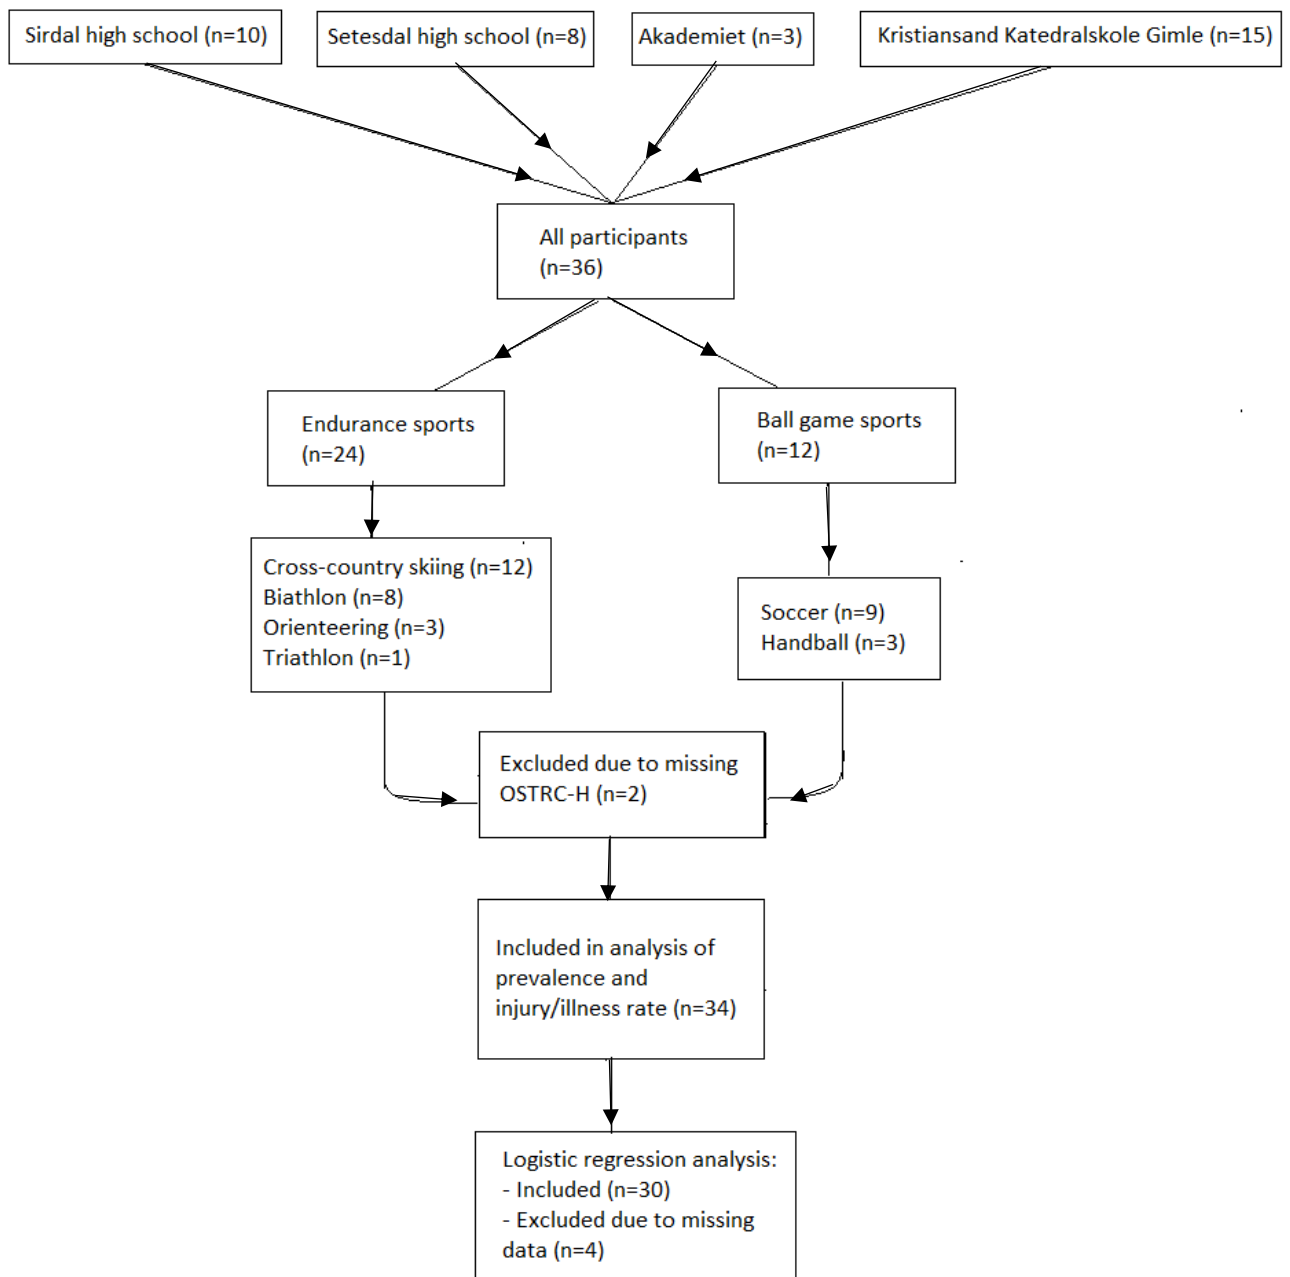 Sirdal high school (n=10)
Setesdal high school (n=8)
Akademiet (n=3)
Kristiansand Katedralskole Gimle (n=15)
All participants
(n=36)
Endurance sports
(n=24)
Ball game sports
(n=12)
Cross-country skiing (n=12)
Biathlon (n=8)
Orienteering (n=3)
Triathlon (n=1)
Soccer (n=9)
Handball (n=3)
Excluded due to missing
OSTRC-H (n=2)
Included in analysis of
prevalence and
injury/illness rate (n=34)
Logistic regression analysis:
- Included (n=30)
- Excluded due to missing
data (n=4)